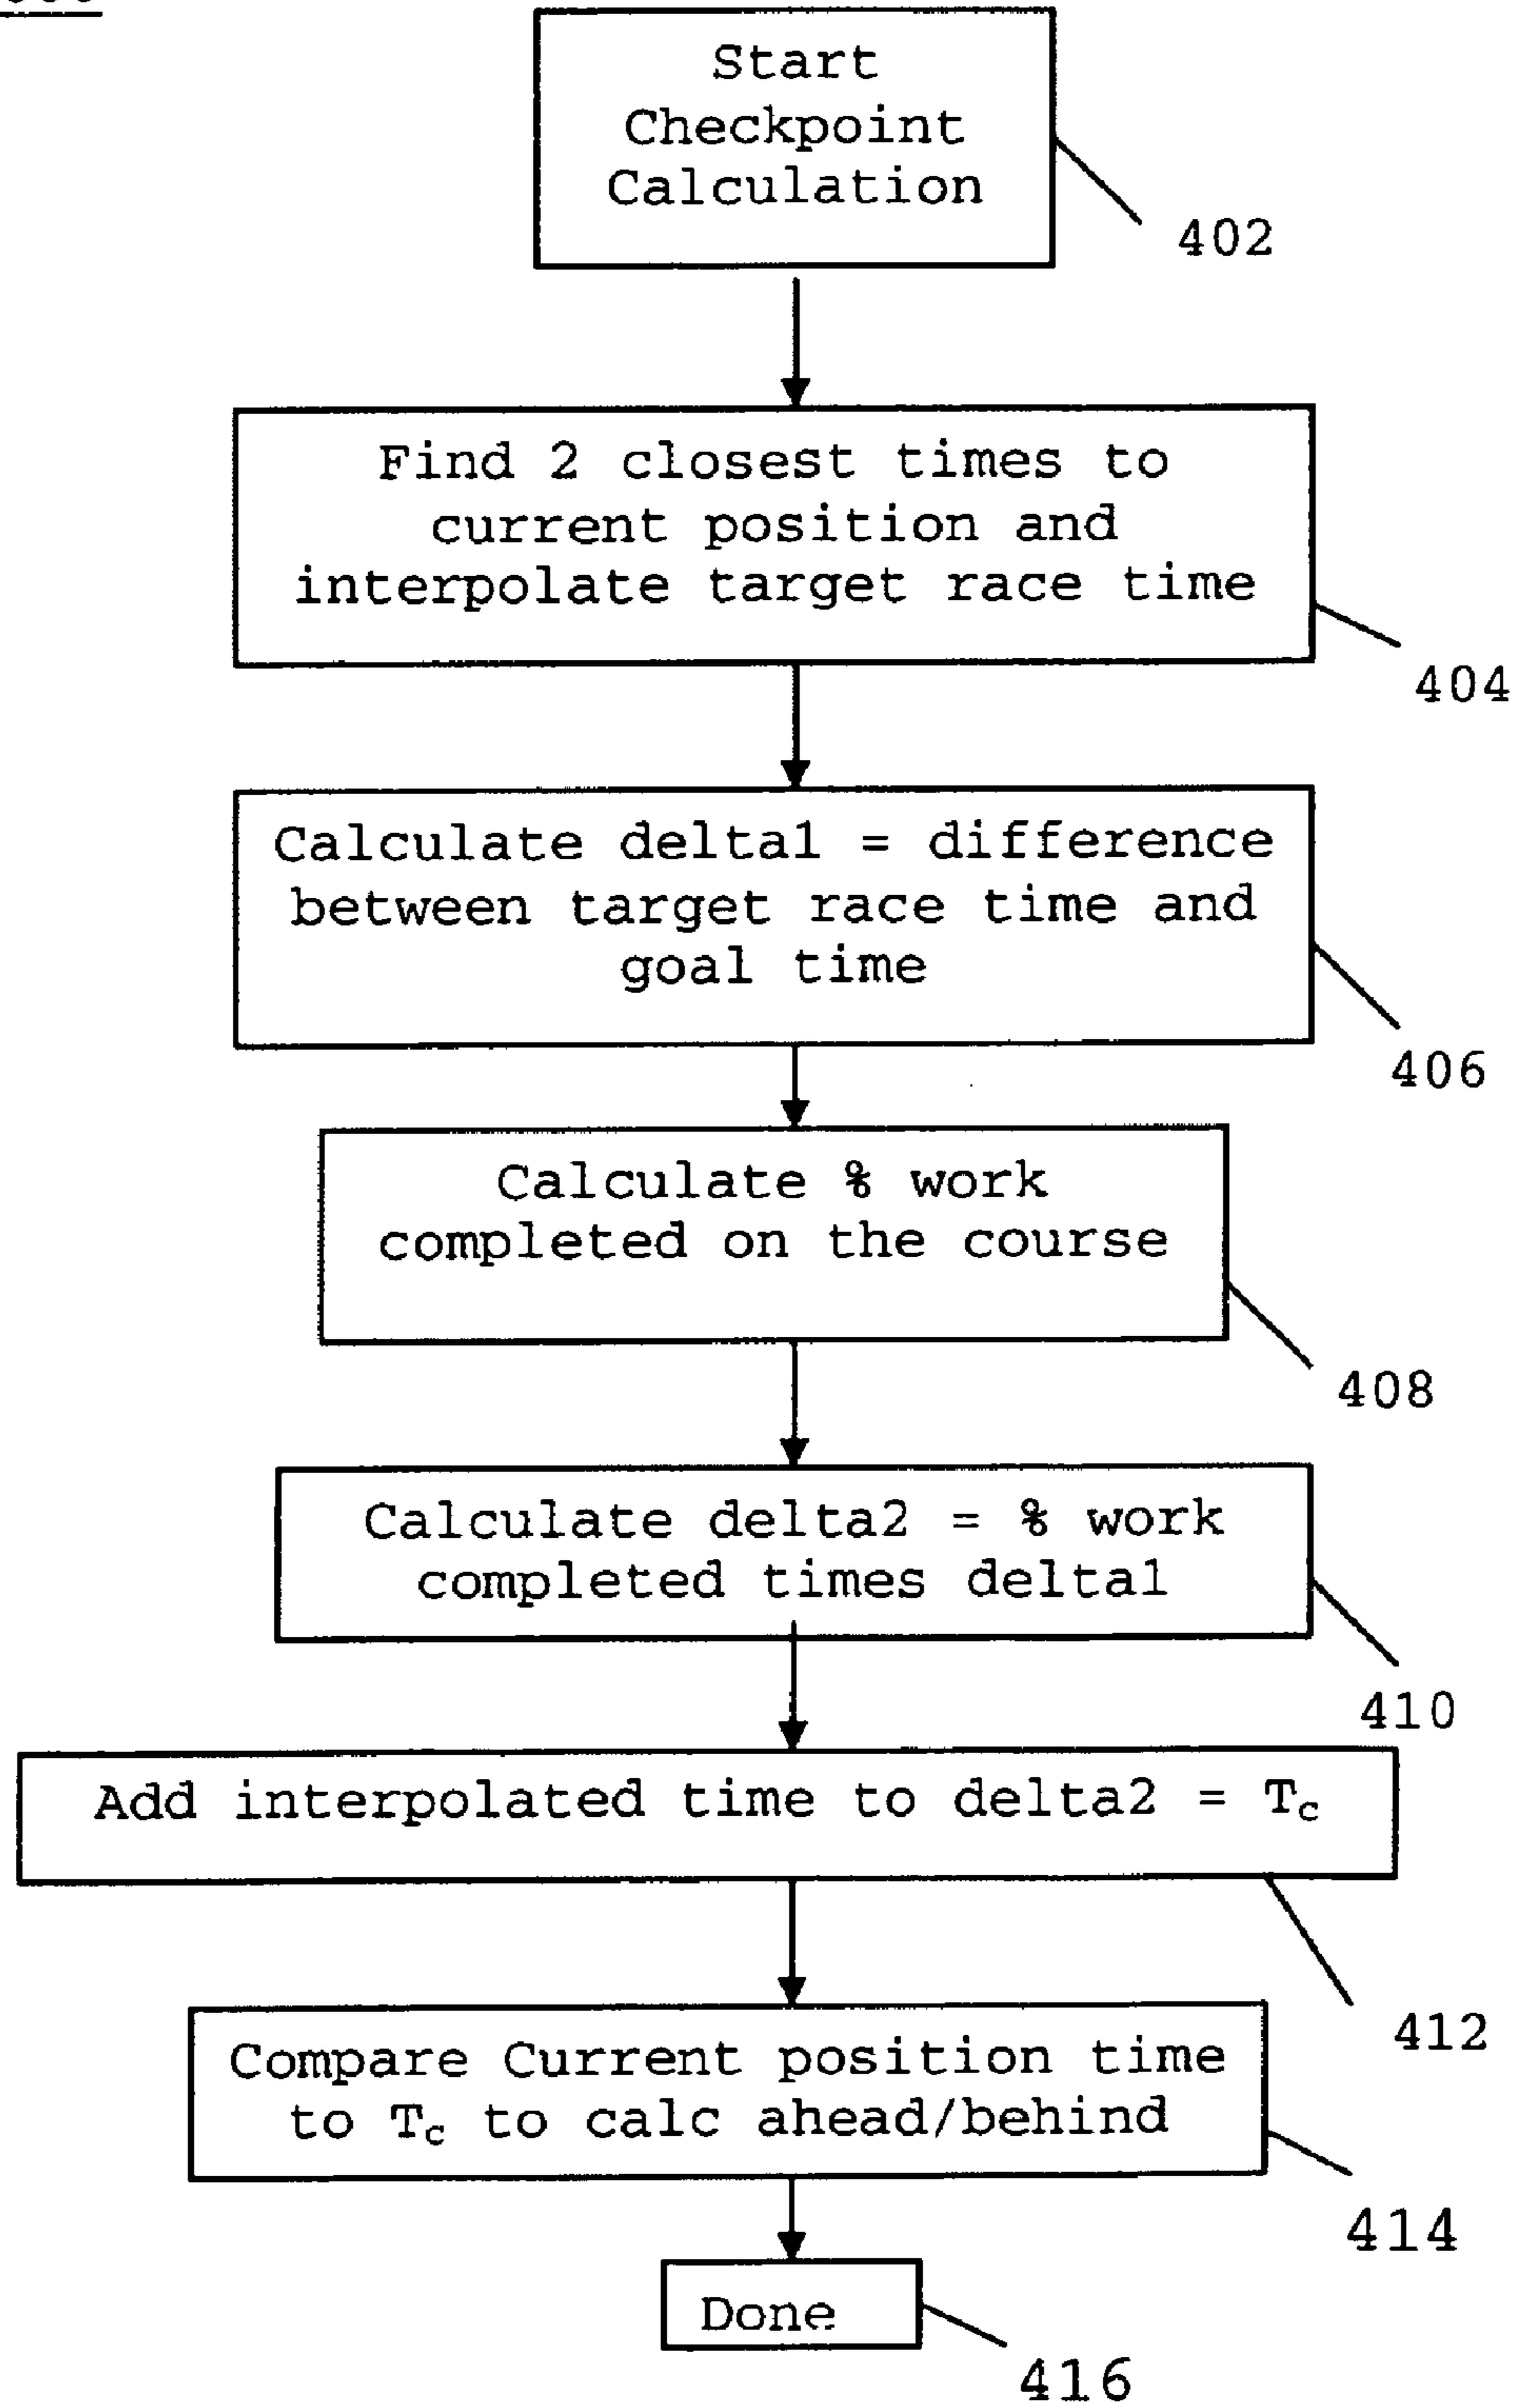 Start
Checkpoint
Calculation
402
Find 2 closest times to
current position and
interpolate target race time
404
Calculate delta1 = difference
between target race time and
goal time
406
Calculate % work
completed on the course
408
Calculate delta2 = % work
completed times delta1
410
Add interpolated time to delta2 = Tc
412
Compare Current position time
to Tc to calc ahead/behind
414
Done
416